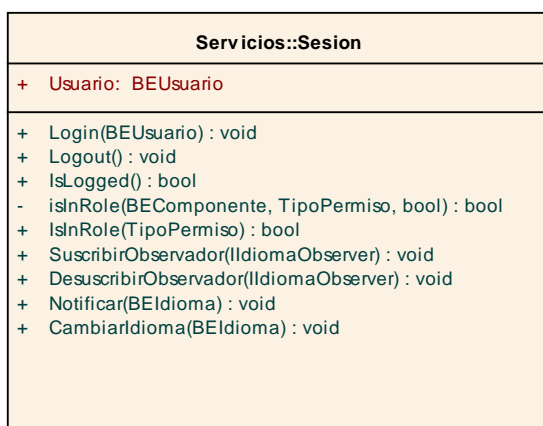 Servicios::Sesion
+ Usuario: BEUsuario
+ Login(BEUsuario) : void
+ Logout() : void
+ IsLogged() : bool
- isInRole(BEComponente, TipoPermiso, bool) : bool
+ IsInRole(TipoPermiso) : bool
+ SuscribirObservador(IIdiomaObserver) : void
+ DesuscribirObservador(IIdiomaObserver) : void
+ Notificar(BEIdioma) : void
+ CambiarIdioma(BEIdioma) : void